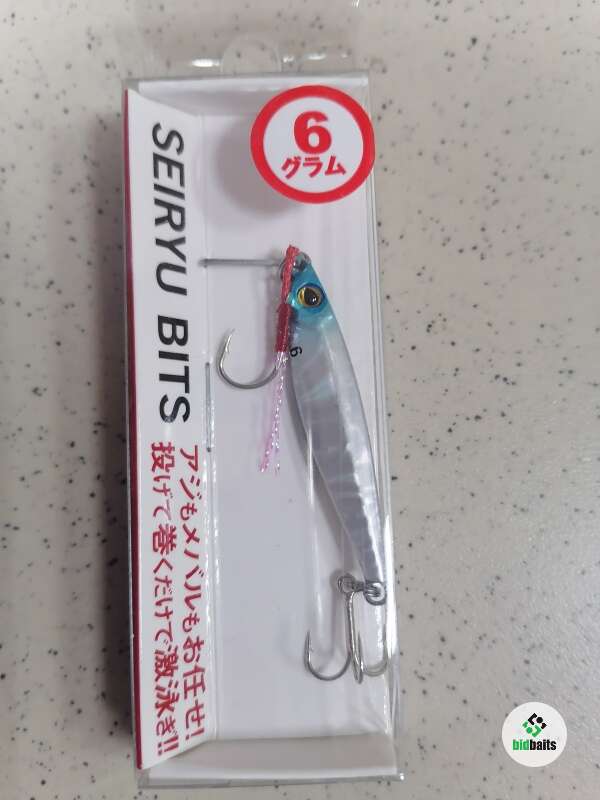 6
グラム
SEIRYU BITS
アジもメバルもお任せ!
投げて巻くだけで激泳ぎ!!
6
bidbaits